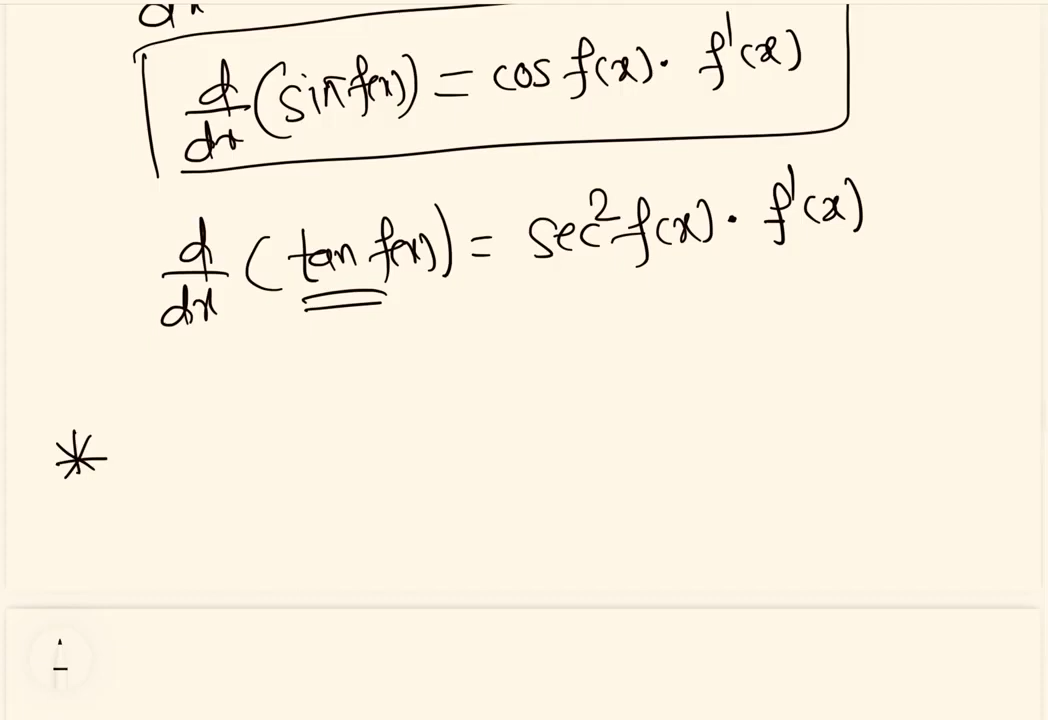 d/dx (sin f(x)) = cos f(x) · f'(x)
d/dx (tan f(x)) = sec² f(x) · f'(x)
*